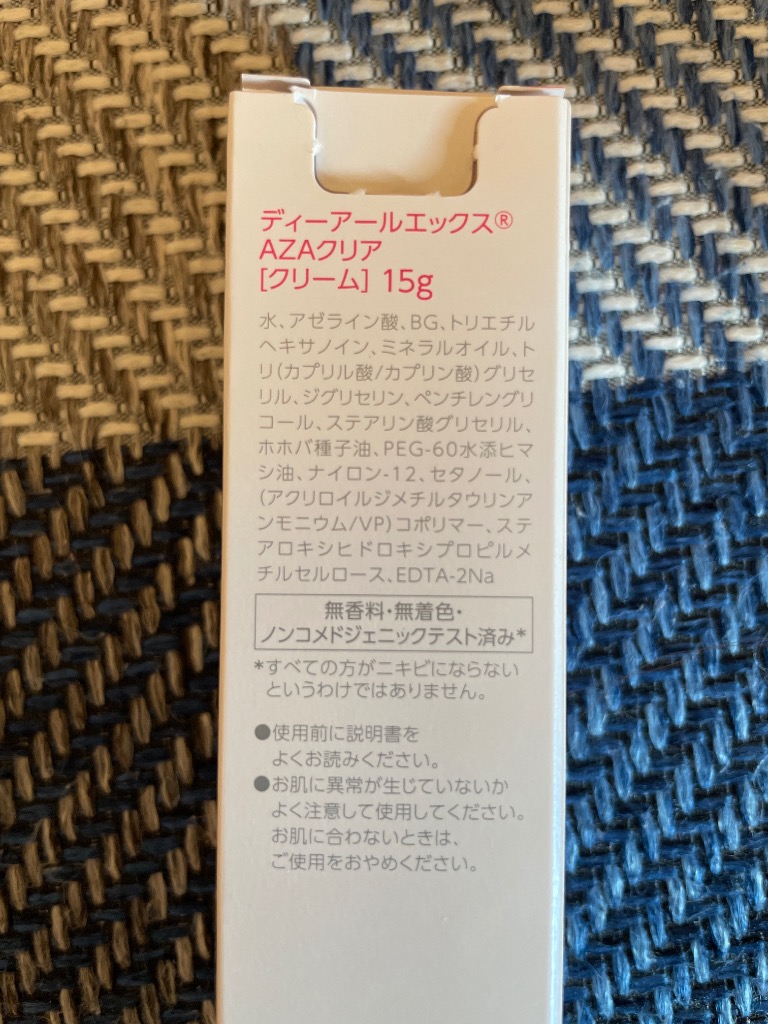 ディーアールエックス®
AZAクリア
[クリーム] 15g
水、アゼライン酸、BG、トリエチル
ヘキサノイン、ミネラルオイル、ト
リ(カプリル酸/カプリン酸)グリセ
リル、ジグリセリン、ペンチレングリ
コール、ステアリン酸グリセリル、
ホホバ種子油、PEG-60水添ヒマ
シ油、ナイロン-12、セタノール、
(アクリロイルジメチルタウリンア
ンモニウム/VP)コポリマー、ステ
アロキシヒドロキシプロピルメ
チルセルロース、EDTA-2Na
無香料・無着色・
ノンコメドジェニックテスト済み*
*すべての方がニキビにならない
というわけではありません。
●使用前に説明書を
よくお読みください。
●お肌に異常が生じていないか
よく注意して使用してください。
お肌に合わないときは、
ご使用をおやめください。